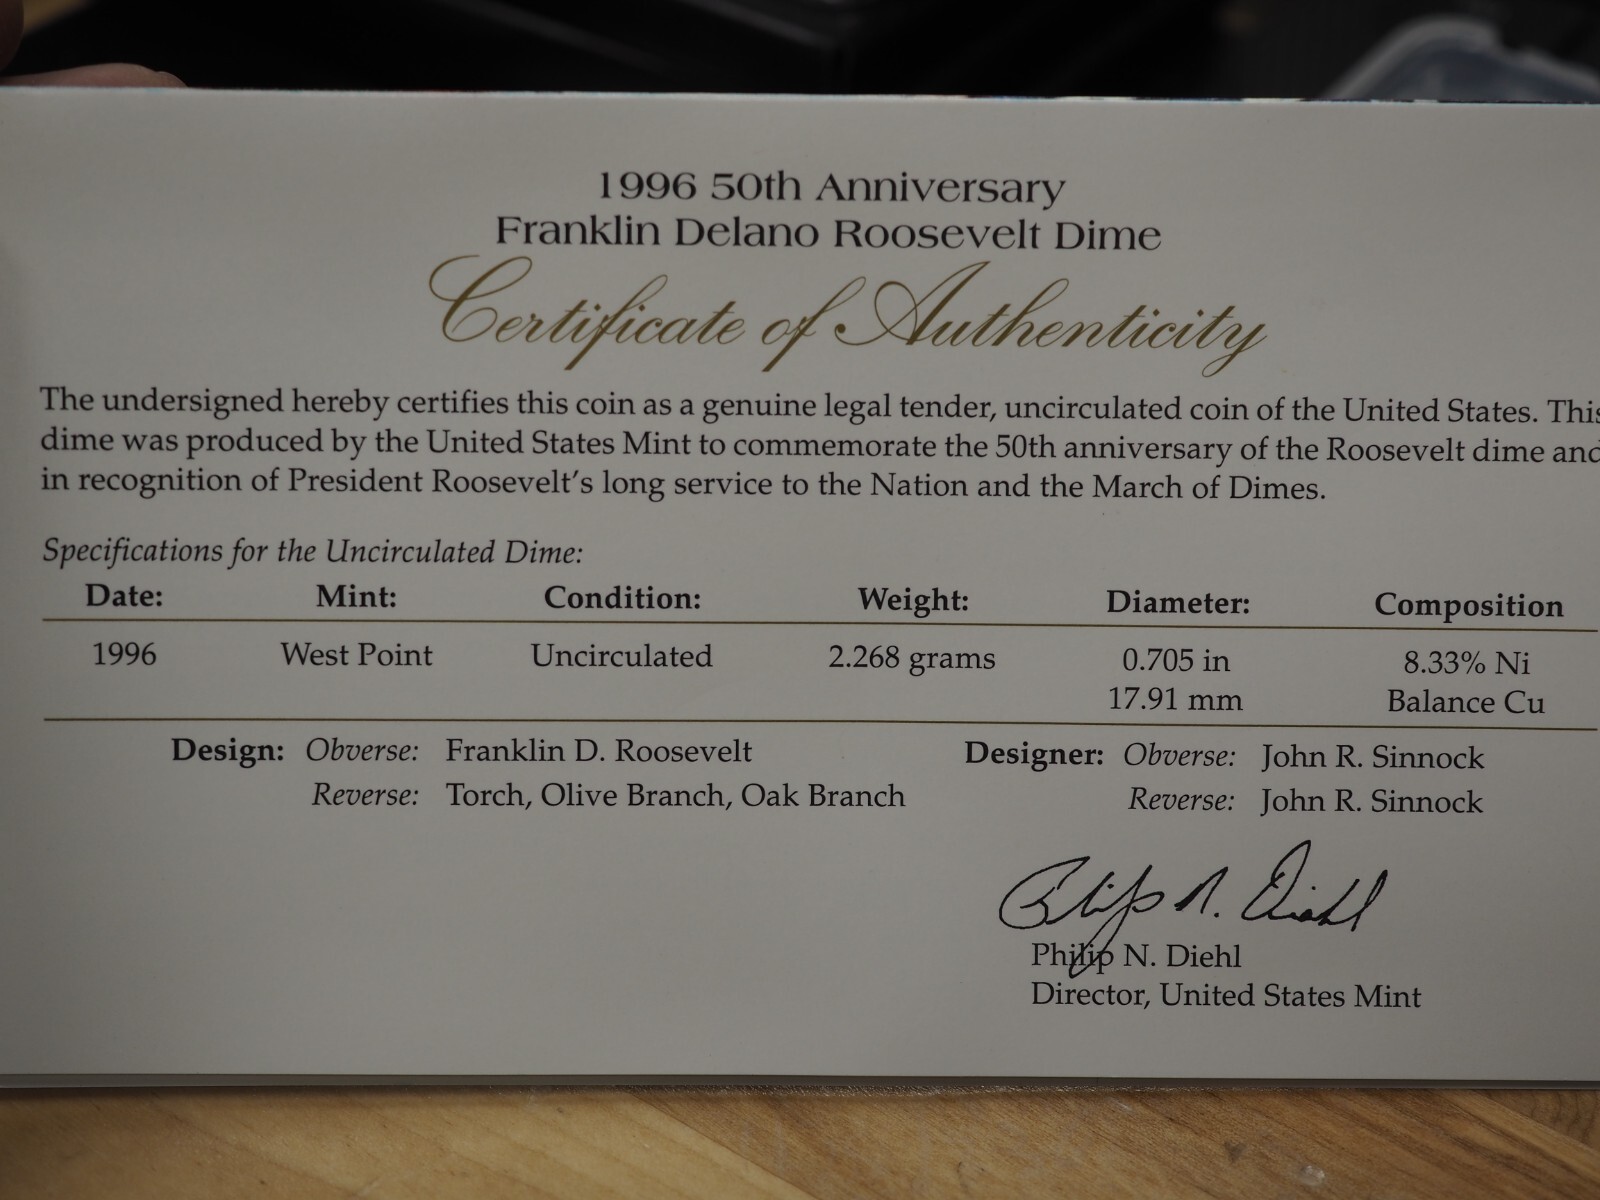 1996 50th Anniversary
Franklin Delano Roosevelt Dime
Certificate of Authenticity
The undersigned hereby certifies this coin as a genuine legal tender, uncirculated coin of the United States. This
dime was produced by the United States Mint to commemorate the 50th anniversary of the Roosevelt dime and
in recognition of President Roosevelt's long service to the Nation and the March of Dimes.
Specifications for the Uncirculated Dime:
Date: Mint: Condition: Weight: Diameter: Composition
1996 West Point Uncirculated 2.268 grams 0.705 in 8.33% Ni
17.91 mm Balance Cu
Design: Obverse: Franklin D. Roosevelt Designer: Obverse: John R. Sinnock
Reverse: Torch, Olive Branch, Oak Branch Reverse: John R. Sinnock
Philip N. Diehl
Philip N. Diehl
Director, United States Mint